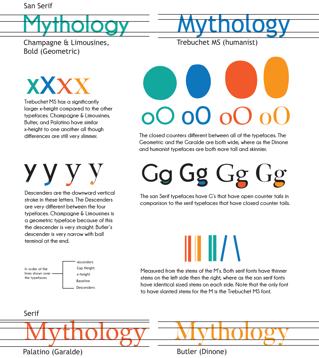 San Serif
Mythology
Mythology
Champagne & Limousines,
Bold (Geometric)
Trebuchet MS (humanist)
xXxx
Trebuchet MS has a significantly
larger x-height compared to the other
typefaces. Champagne & Limousines,
Butler, and Palatino have similar
x-height to one another all though
differences are still very slimmer.
oO oO oO oO
The closed counters different between all of the typefaces. The
Geometric and the Garalde are both wide, where as the Dinone
and humanist typefaces are both more tall and skinnier.
y y y y
Descenders are the downward vertical
stroke in these letters. The Descenders
are very different between the four
typefaces. Champagne & Limousines is
a geometric typeface because of this
the descender is very straight. Butler's
descender is very narrow with ball
terminal at the end.
Gg Gg Gg Gg
The san Serif typefaces have G's that have open counter tails in
comparison to the serif typefaces that have closed counter tails.
In order of the
lines shown over
the typefaces
Ascenders
Cap Height
x-height
Baseline
Descenders
Measured from the stems of the M's. Both serif fonts have thinner
stems on the left side then the right, where as the san serif fonts
have identical sized stems on each side. Note that the only font
to have slanted stems for the M is the Trebuchet MS font.
Serif
Mythology
Mythology
Palatino (Garalde)
Butler (Dinone)